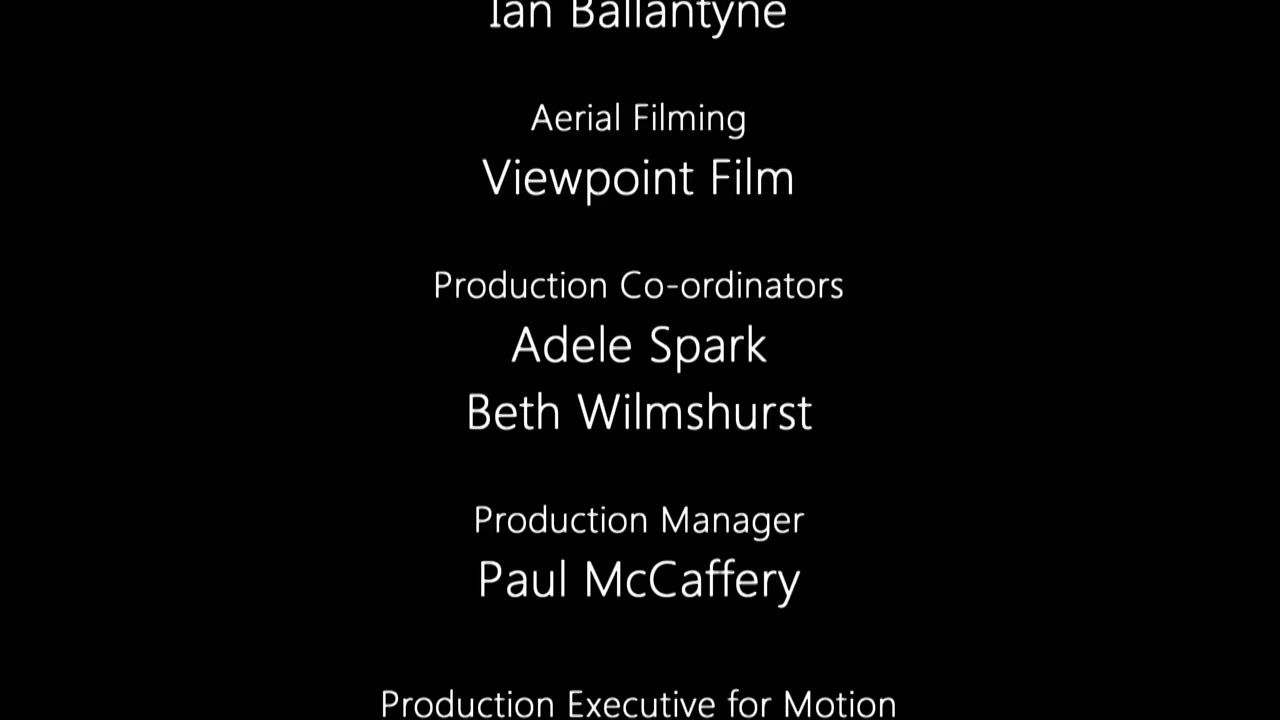 Ian Ballantyne
Aerial Filming
Viewpoint Film
Production Co-ordinators
Adele Spark
Beth Wilmshurst
Production Manager
Paul McCaffery
Production Executive for Motion